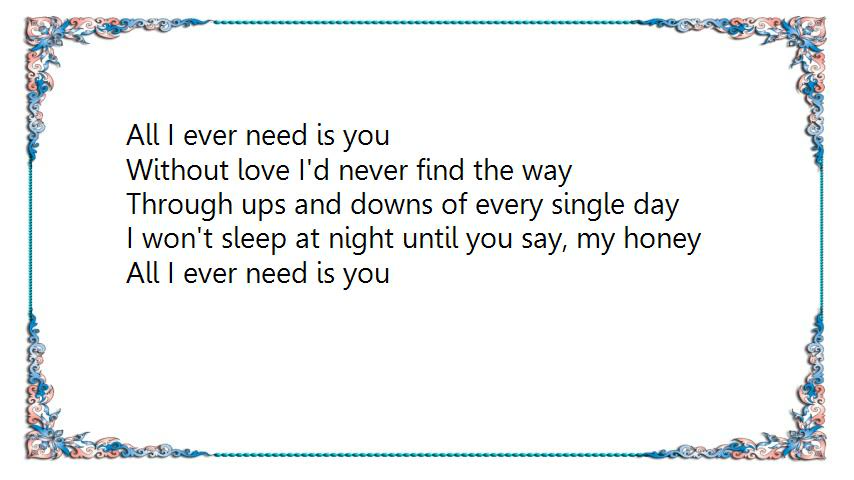 All I ever need is you
Without love I'd never find the way
Through ups and downs of every single day
I won't sleep at night until you say, my honey
All I ever need is you